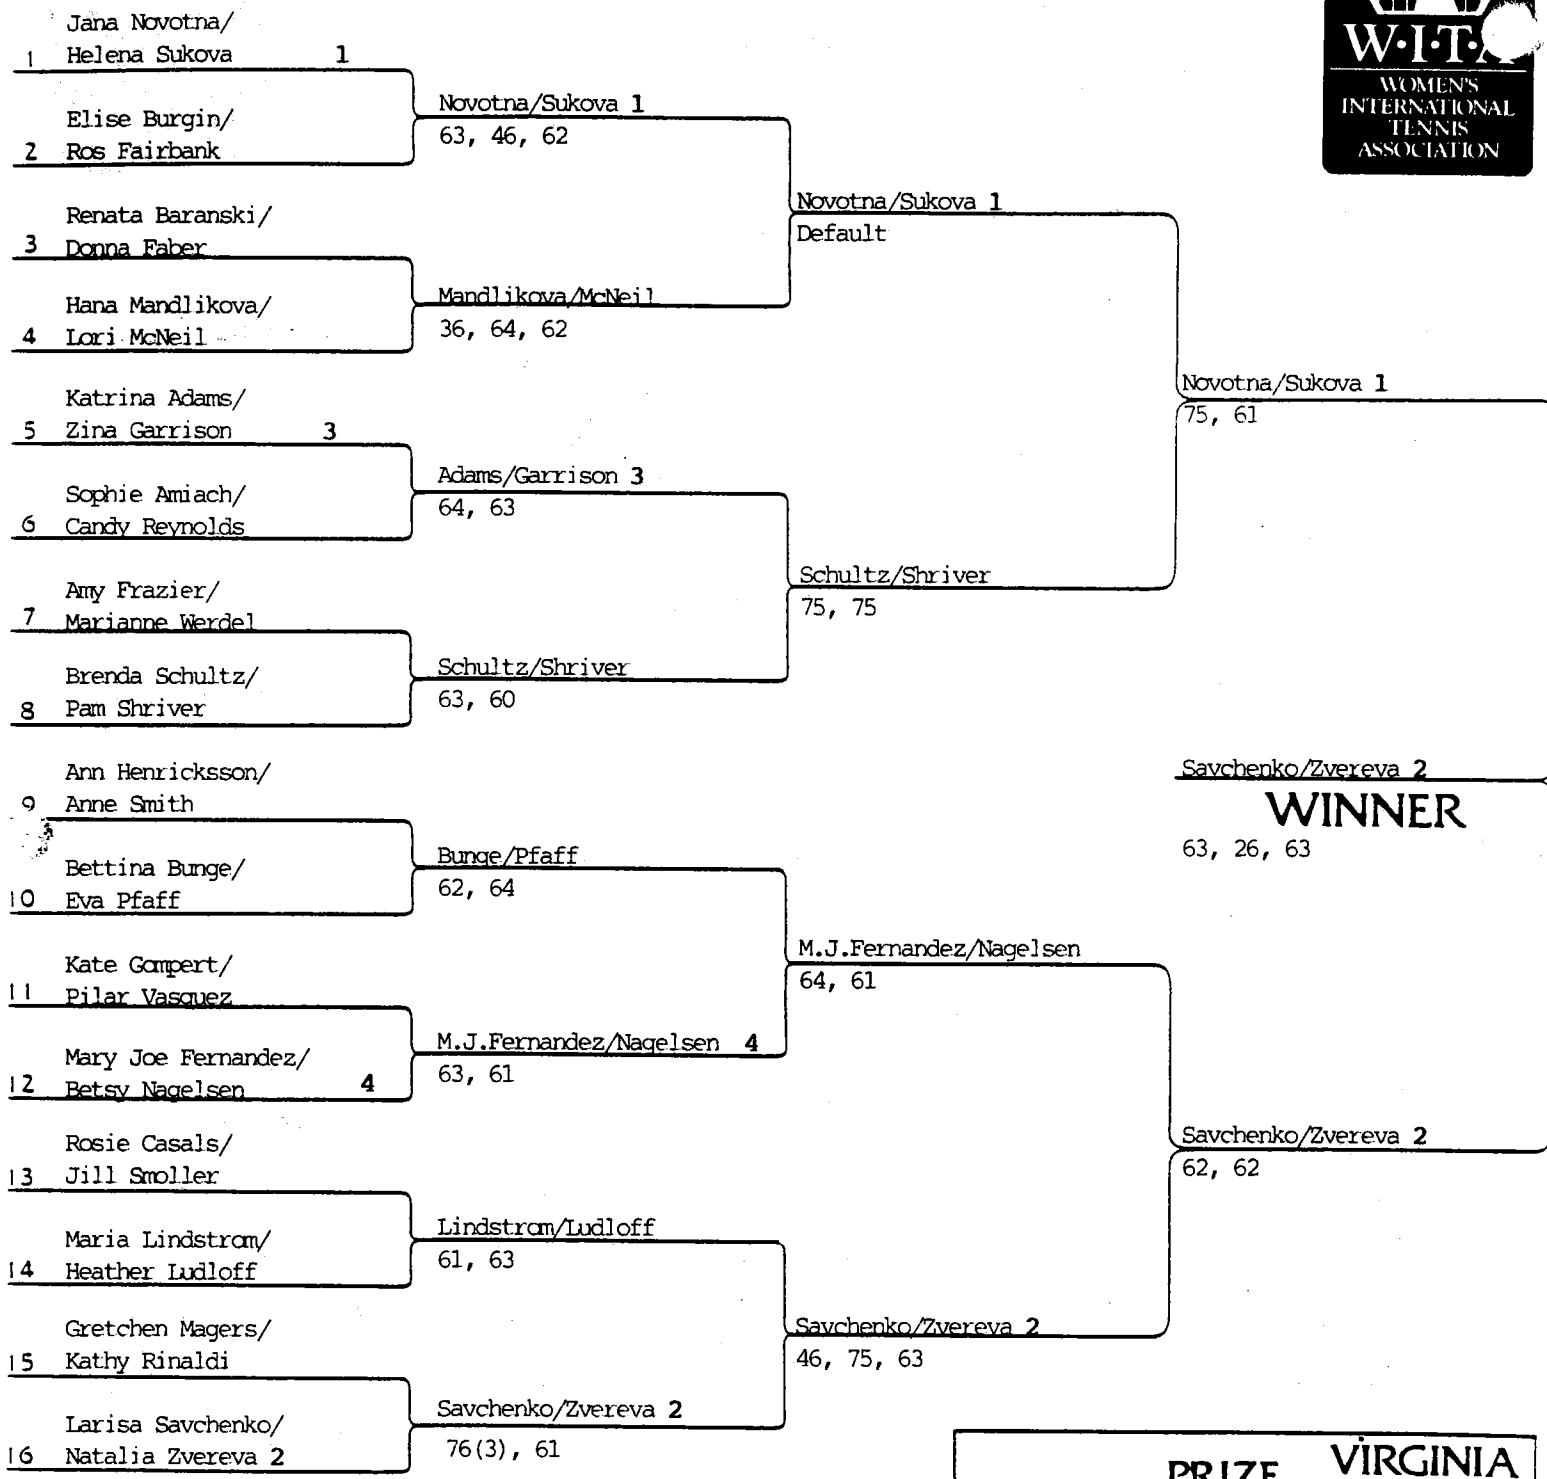 Jana Novotna/
1 Helena Sukova 1
Elise Burgin/
2 Ros Fairbank
Renata Baranski/
3 Donna Faber
Hana Mandlikova/
4 Lori McNeil
Katrina Adams/
5 Zina Garrison 3
Sophie Amiach/
6 Candy Reynolds
Amy Frazier/
7 Marianne Werdel
Brenda Schultz/
8 Pam Shriver
Ann Henricksson/
9 Anne Smith
Bettina Bunge/
10 Eva Pfaff
Kate Gompert/
11 Pilar Vasquez
Mary Joe Fernandez/
12 Betsy Nagelsen 4
Rosie Casals/
13 Jill Smoller
Maria Lindstrom/
14 Heather Ludloff
Gretchen Magers/
15 Kathy Rinaldi
Larisa Savchenko/
16 Natalia Zvereva 2
Novotna/Sukova 1
63, 46, 62
Mandlikova/McNeil
36, 64, 62
Adams/Garrison 3
64, 63
Schultz/Shriver
63, 60
Bunge/Pfaff
62, 64
M.J.Fernandez/Nagelsen 4
63, 61
Lindstrom/Ludloff
61, 63
Savchenko/Zvereva 2
76(3), 61
Novotna/Sukova 1
Default
Schultz/Shriver
75, 75
M.J.Fernandez/Nagelsen
64, 61
Savchenko/Zvereva 2
46, 75, 63
Novotna/Sukova 1
75, 61
Savchenko/Zvereva 2
62, 62
Savchenko/Zvereva 2
WINNER
63, 26, 63
W·I·T·A
WOMEN'S
INTERNATIONAL
TENNIS
ASSOCIATION
PRIZE VIRGINIA